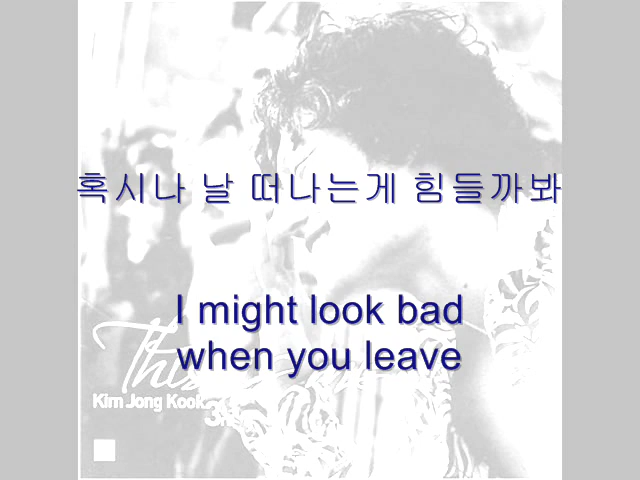 혹시나 날 떠나는게 힘들까봐
I might look bad
when you leave
This
Kim Jong Kook